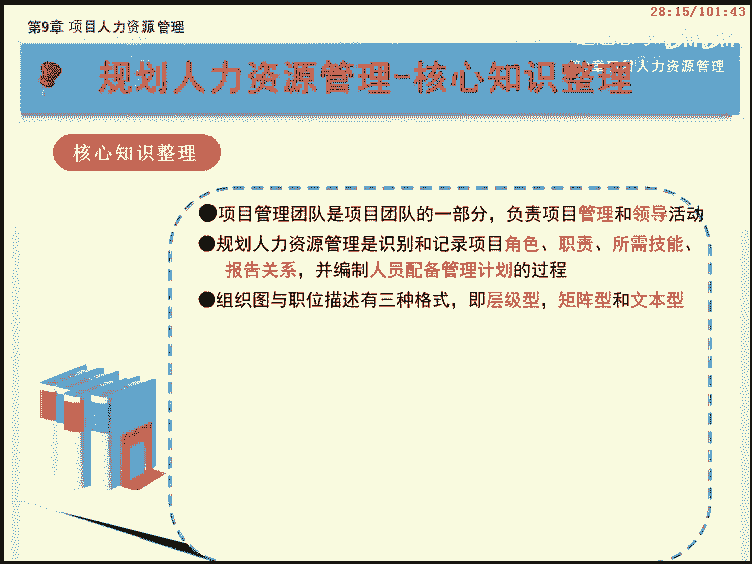 28:15/101:43
第9章 项目人力资源管理
人力资源管理
规划人力资源管理-核心知识整理
核心知识整理
●项目管理团队是项目团队的一部分，负责项目管理和领导活动
●规划人力资源管理是识别和记录项目角色、职责、所需技能、
报告关系，并编制人员配备管理计划的过程
●组织图与职位描述有三种格式，即层级型，矩阵型和文本型